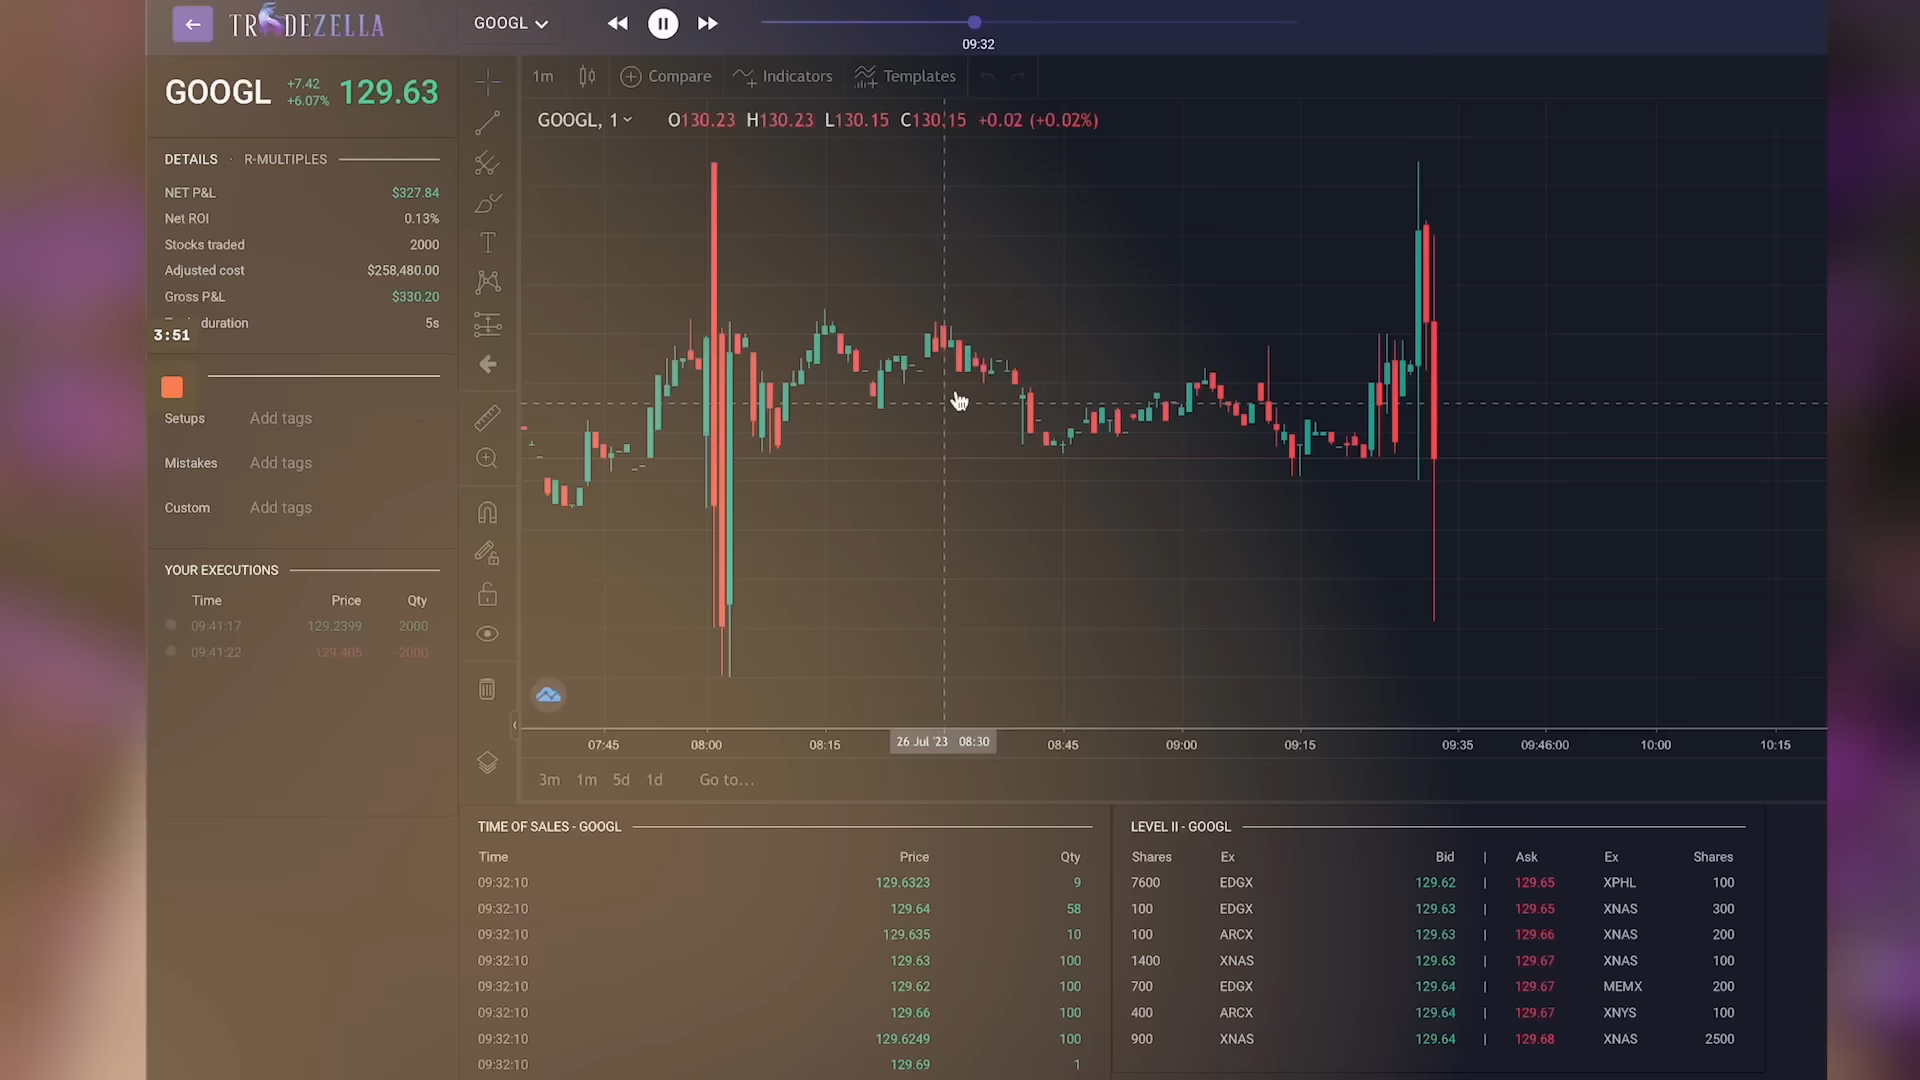 TRADEZELLA
GOOGL
09:32
GOOGL +7.42 +6.07% 129.63
1m Compare Indicators Templates
GOOGL, 1 O130.23 H130.23 L130.15 C130.15 +0.02 (+0.02%)
DETAILS · R-MULTIPLES
NET P&L $327.84
Net ROI 0.13%
Stocks traded 2000
Adjusted cost $258,480.00
Gross P&L $330.20
duration 5s
3:51
Setups Add tags
Mistakes Add tags
Custom Add tags
YOUR EXECUTIONS
Time Price Qty
09:41:17 129.2399 2000
09:41:22 129.405 -2000
07:45 08:00 08:15 26 Jul '23 08:30 08:45 09:00 09:15 09:35 09:46:00 10:00 10:15
3m 1m 5d 1d Go to...
TIME OF SALES - GOOGL
Time Price Qty
09:32:10 129.6323 9
09:32:10 129.64 58
09:32:10 129.635 10
09:32:10 129.63 100
09:32:10 129.62 100
09:32:10 129.66 100
09:32:10 129.6249 100
09:32:10 129.69 1
LEVEL II - GOOGL
Shares Ex Bid | Ask Ex Shares
7600 EDGX 129.62 | 129.65 XPHL 100
100 EDGX 129.63 | 129.65 XNAS 300
100 ARCX 129.63 | 129.66 XNAS 200
1400 XNAS 129.63 | 129.67 XNAS 100
700 EDGX 129.64 | 129.67 MEMX 200
400 ARCX 129.64 | 129.67 XNYS 100
900 XNAS 129.64 | 129.68 XNAS 2500